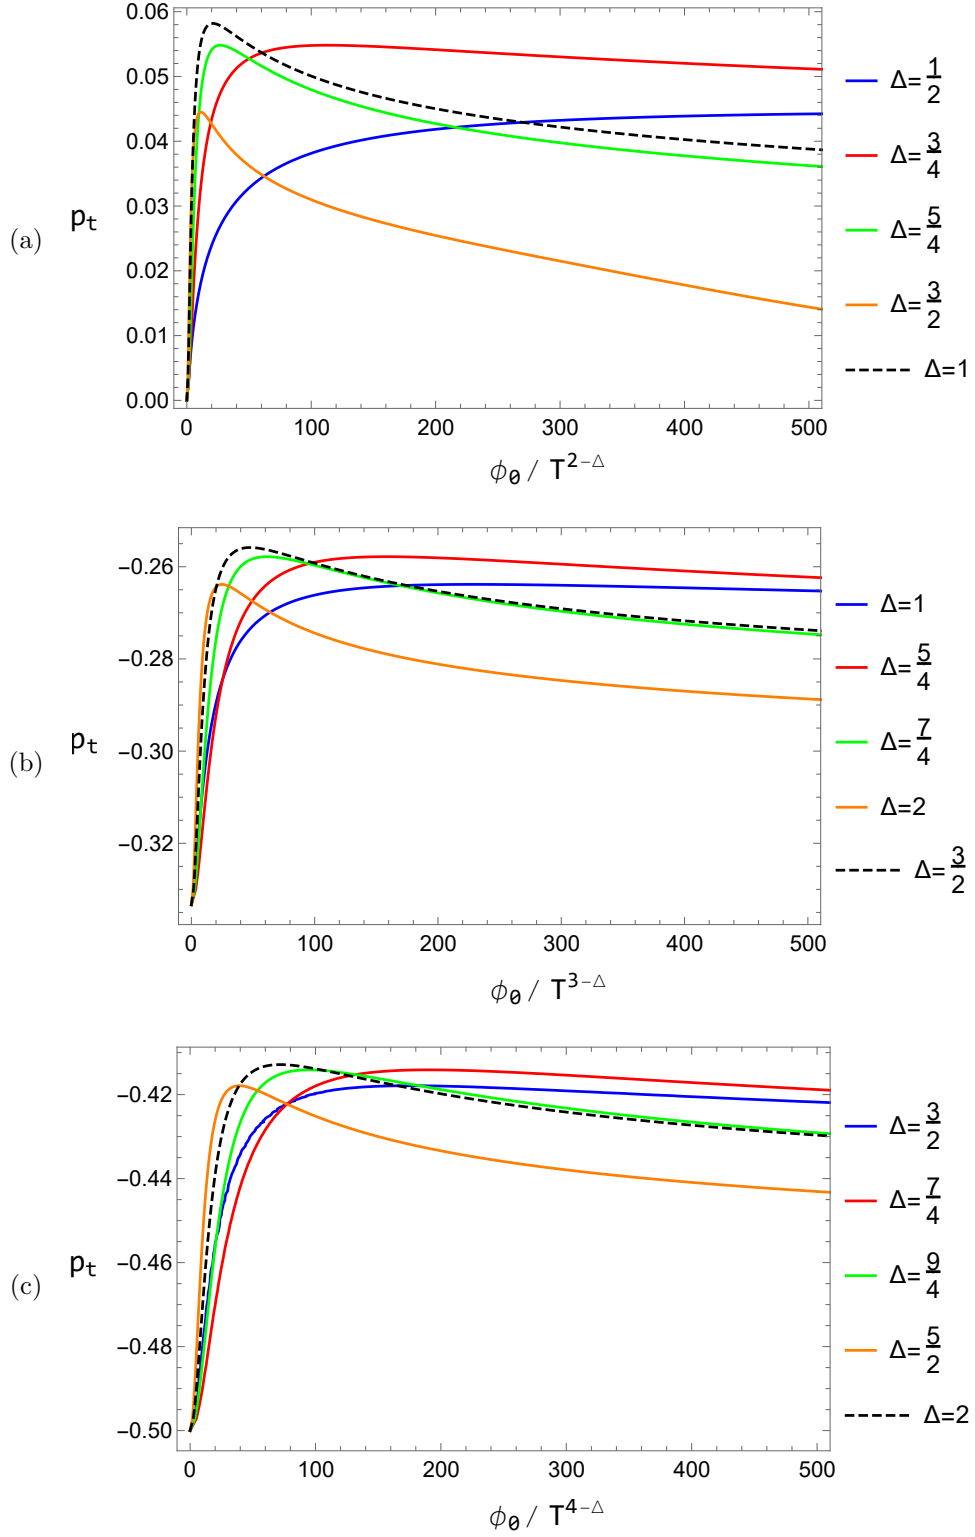 (a)
p_t
0.06
0.05
0.04
0.03
0.02
0.01
0.00
0 100 200 300 400 500
ϕ_0 / T^{2−Δ}
Δ=1/2
Δ=3/4
Δ=5/4
Δ=3/2
Δ=1
(b)
p_t
−0.26
−0.28
−0.30
−0.32
0 100 200 300 400 500
ϕ_0 / T^{3−Δ}
Δ=1
Δ=5/4
Δ=7/4
Δ=2
Δ=3/2
(c)
p_t
−0.42
−0.44
−0.46
−0.48
−0.50
0 100 200 300 400 500
ϕ_0 / T^{4−Δ}
Δ=3/2
Δ=7/4
Δ=9/4
Δ=5/2
Δ=2